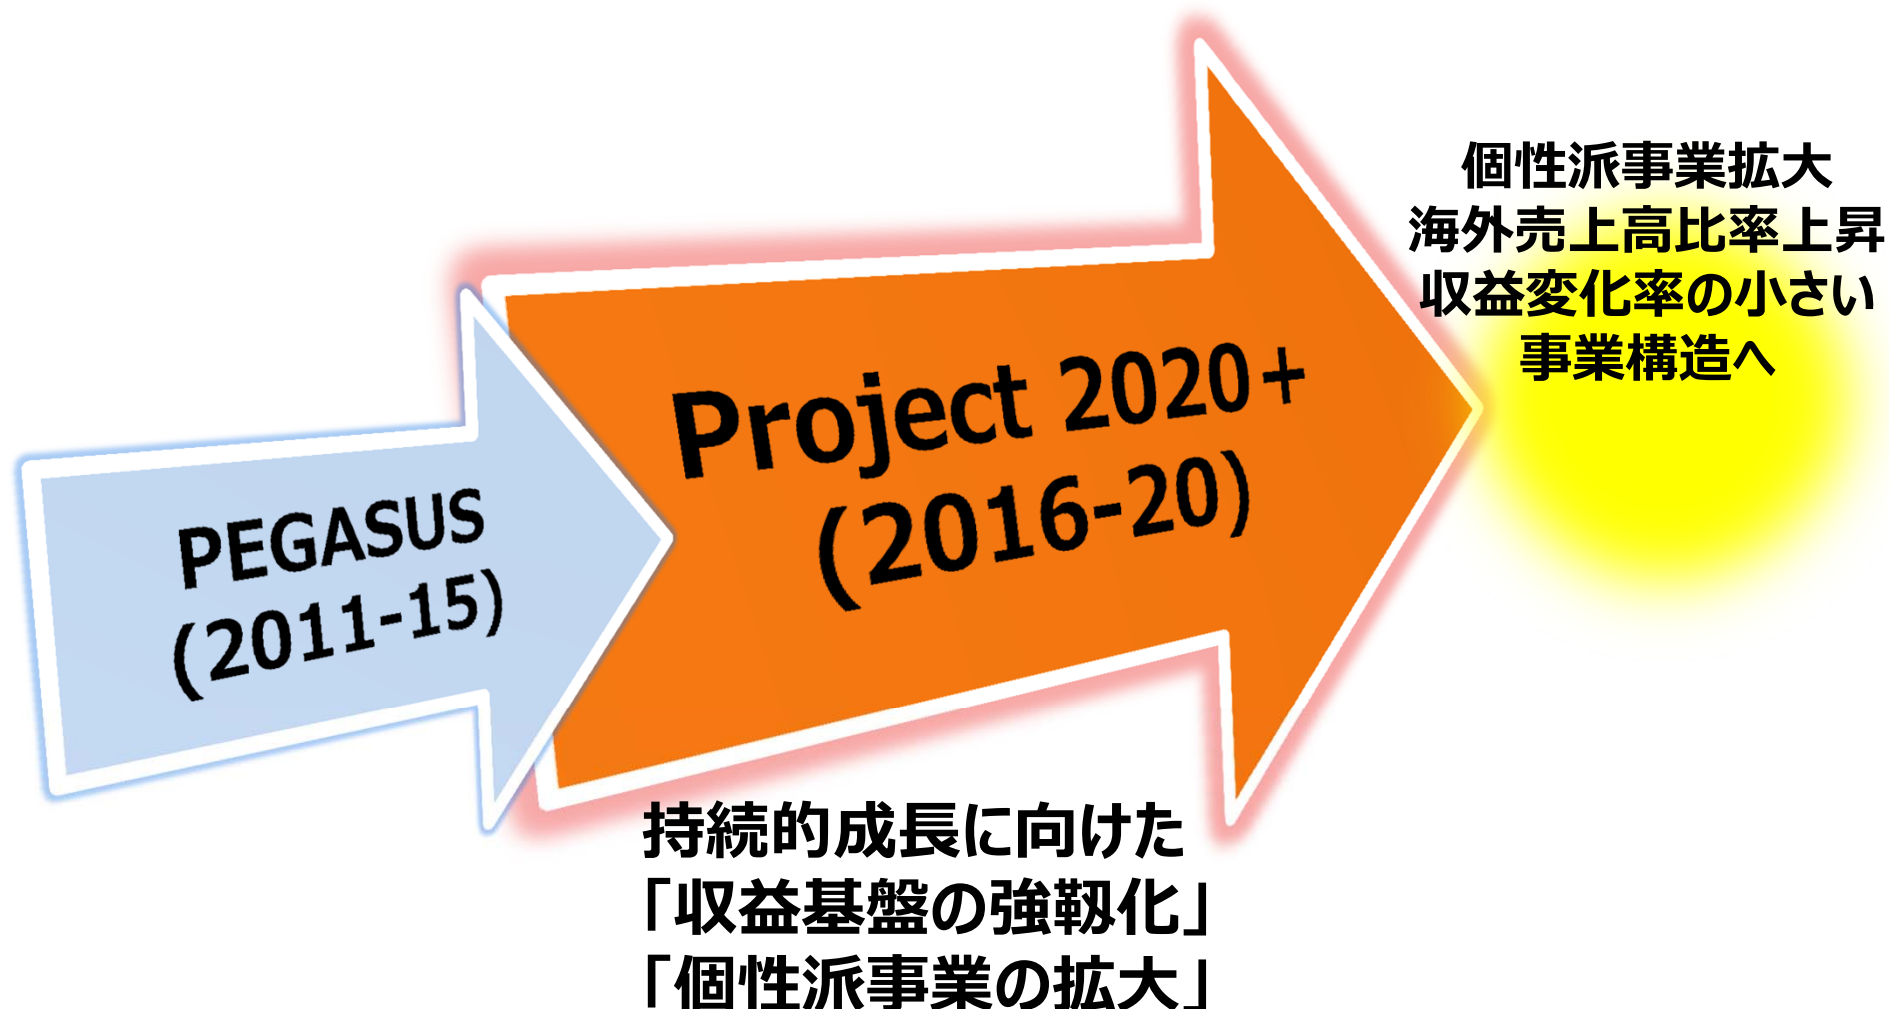 PEGASUS
(2011-15)
Project 2020+
(2016-20)
個性派事業拡大
海外売上高比率上昇
収益変化率の小さい
事業構造へ
持続的成長に向けた
「収益基盤の強靱化」
「個性派事業の拡大」